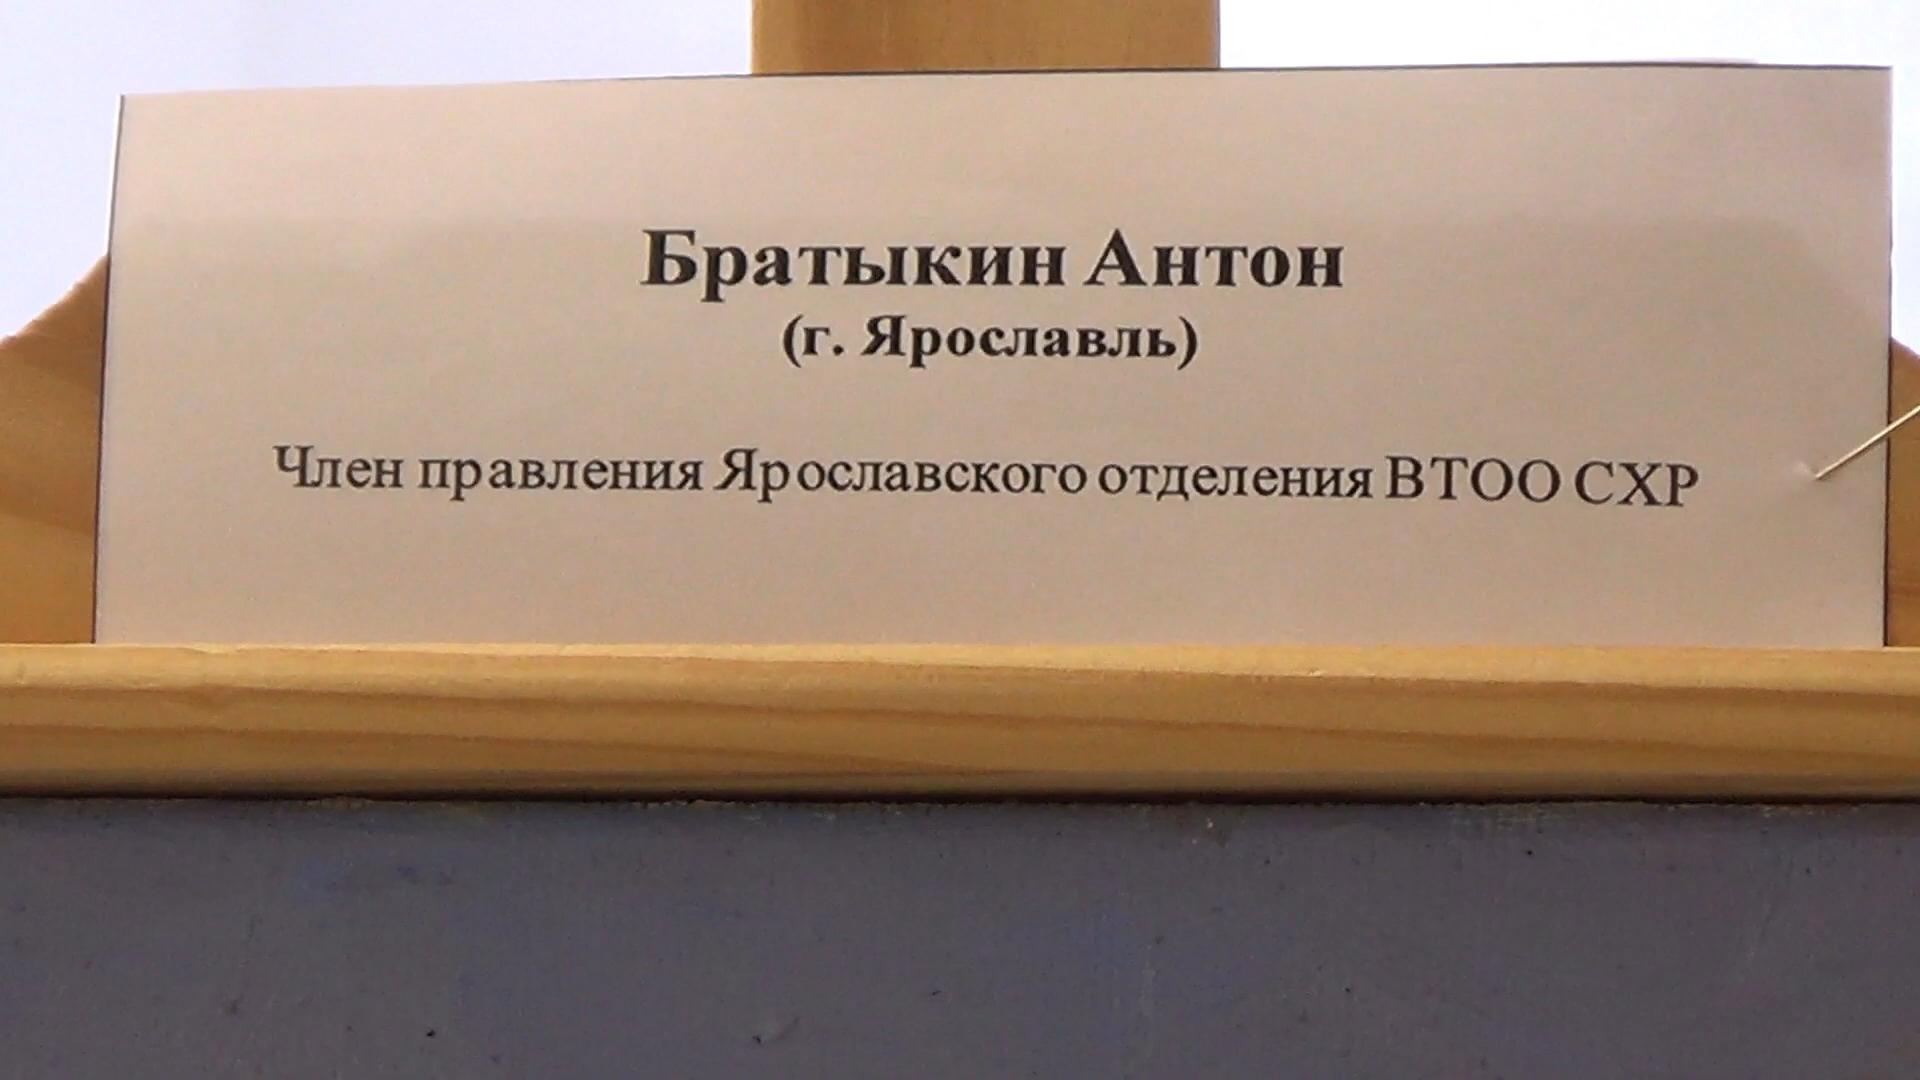 Братыкин Антон
(г. Ярославль)
Член правления Ярославского отделения ВТОО СХР